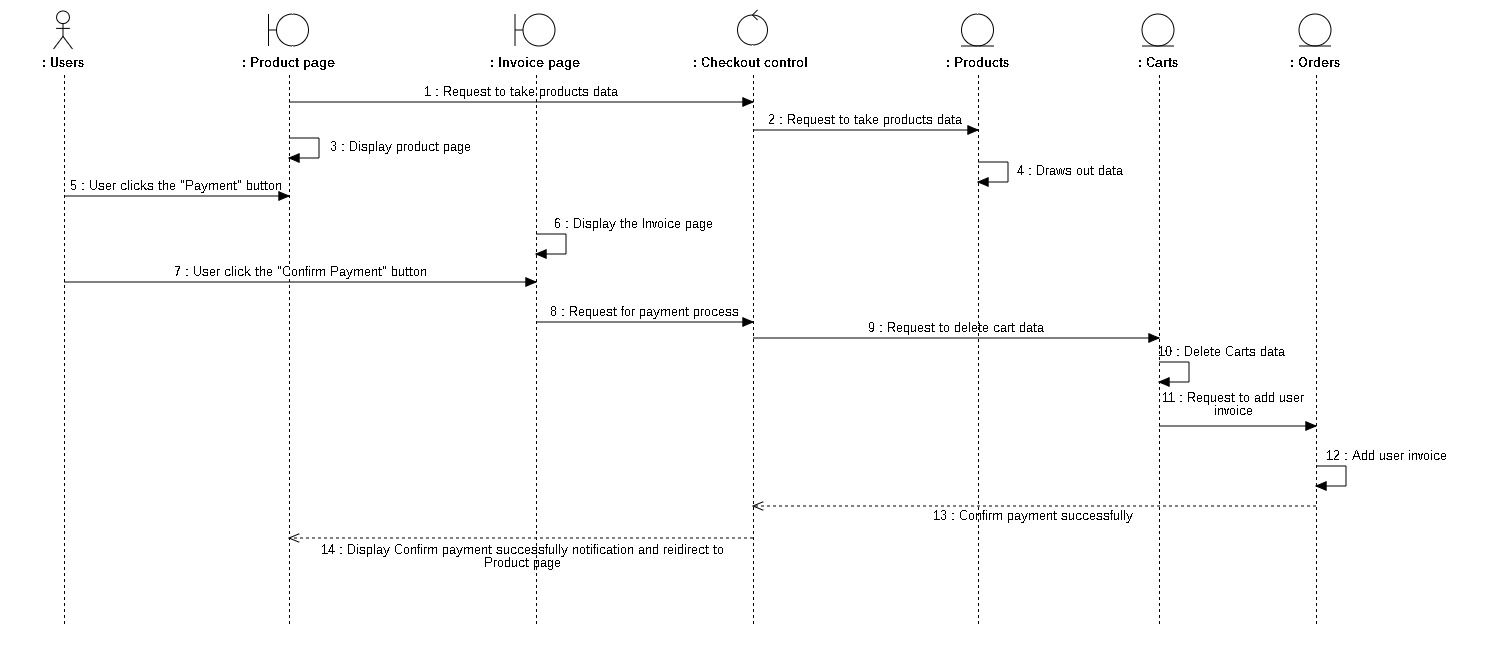 : Users
: Product page
: Invoice page
: Checkout control
: Products
: Carts
: Orders
1 : Request to take products data
2 : Request to take products data
3 : Display product page
4 : Draws out data
5 : User clicks the "Payment" button
6 : Display the Invoice page
7 : User click the "Confirm Payment" button
8 : Request for payment process
9 : Request to delete cart data
10 : Delete Carts data
11 : Request to add user
invoice
12 : Add user invoice
13 : Confirm payment successfully
14 : Display Confirm payment successfully notification and reidirect to
Product page